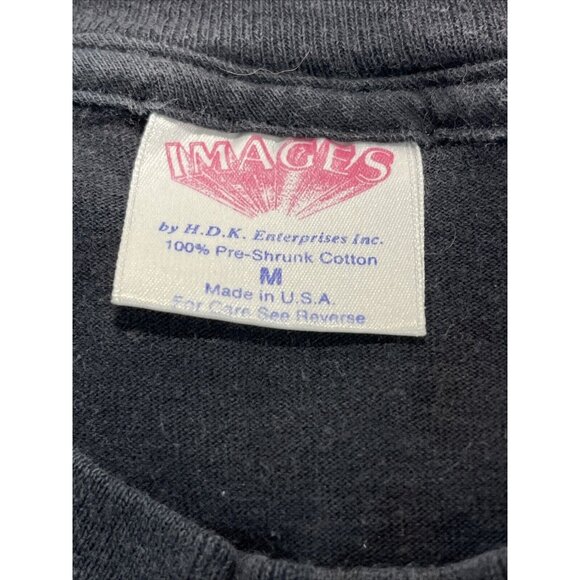 IMAGES
by H.D.K. Enterprises Inc.
100% Pre-Shrunk Cotton
M
Made in U.S.A.
For Care See Reverse